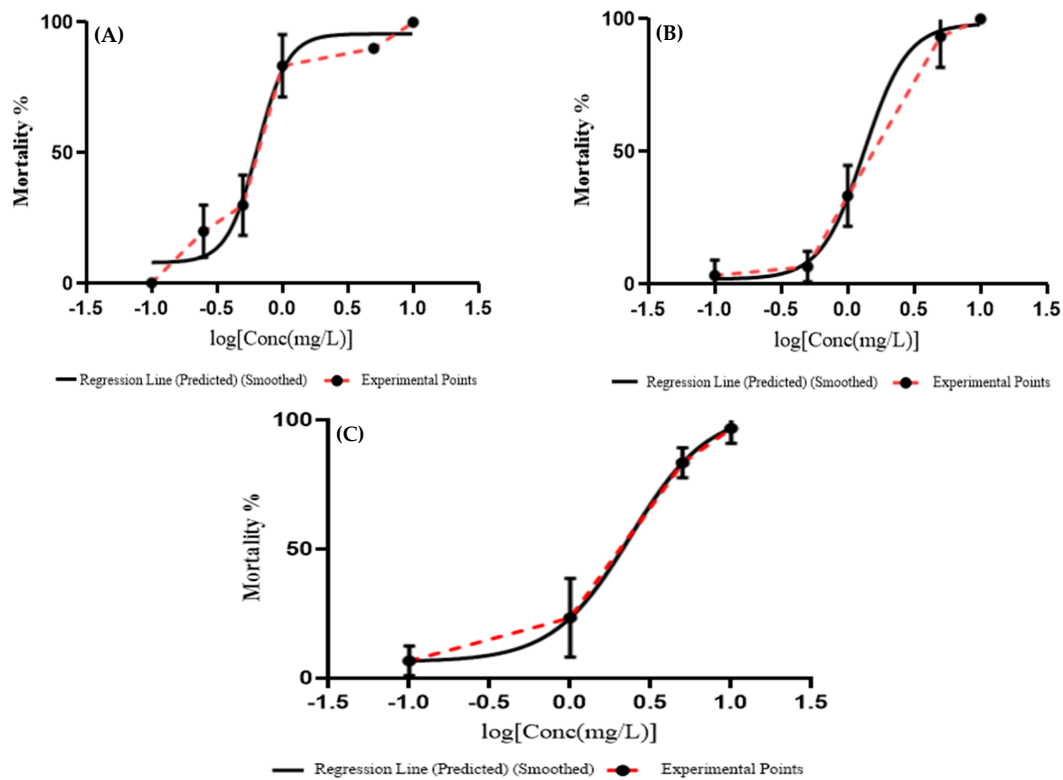 (A)
Mortality %
100
50
0
-1.5 -1.0 -0.5 0.0 0.5 1.0 1.5
log[Conc(mg/L)]
Regression Line (Predicted) (Smoothed) Experimental Points
(B)
Mortality %
100
50
0
-1.5 -1.0 -0.5 0.0 0.5 1.0 1.5
log[Conc(mg/L)]
Regression Line (Predicted) (Smoothed) Experimental Points
(C)
Mortality %
100
50
0
-1.5 -1.0 -0.5 0.0 0.5 1.0 1.5
log[Conc(mg/L)]
Regression Line (Predicted) (Smoothed) Experimental Points